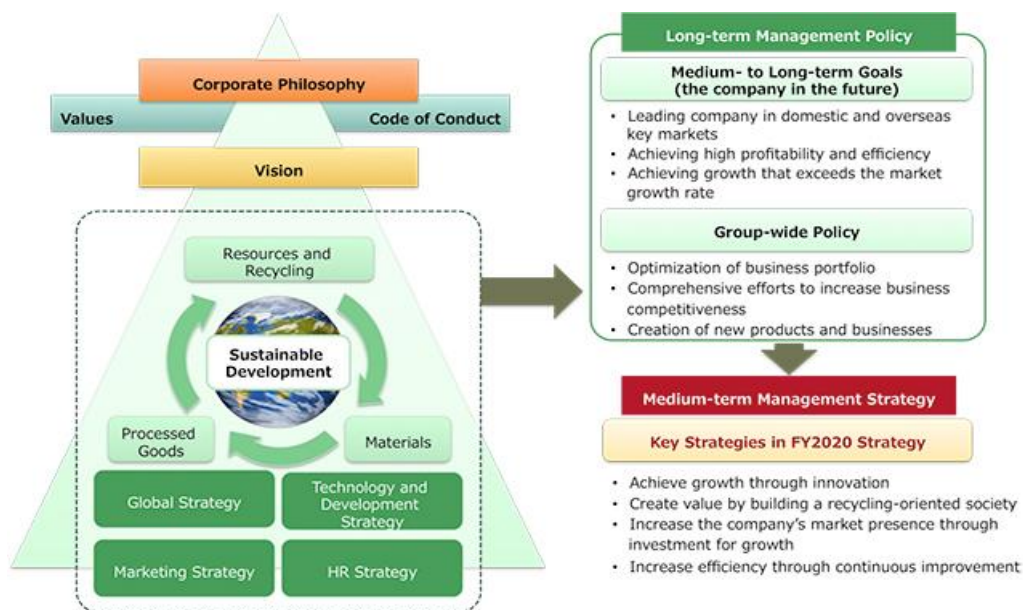 Corporate Philosophy
Values
Code of Conduct
Vision
Resources and
Recycling
Sustainable
Development
Processed
Goods
Materials
Global Strategy
Technology and
Development
Strategy
Marketing Strategy
HR Strategy
Long-term Management Policy
Medium- to Long-term Goals
(the company in the future)
• Leading company in domestic and overseas
key markets
• Achieving high profitability and efficiency
• Achieving growth that exceeds the market
growth rate
Group-wide Policy
• Optimization of business portfolio
• Comprehensive efforts to increase business
competitiveness
• Creation of new products and businesses
Medium-term Management Strategy
Key Strategies in FY2020 Strategy
• Achieve growth through innovation
• Create value by building a recycling-oriented society
• Increase the company's market presence through
investment for growth
• Increase efficiency through continuous improvement